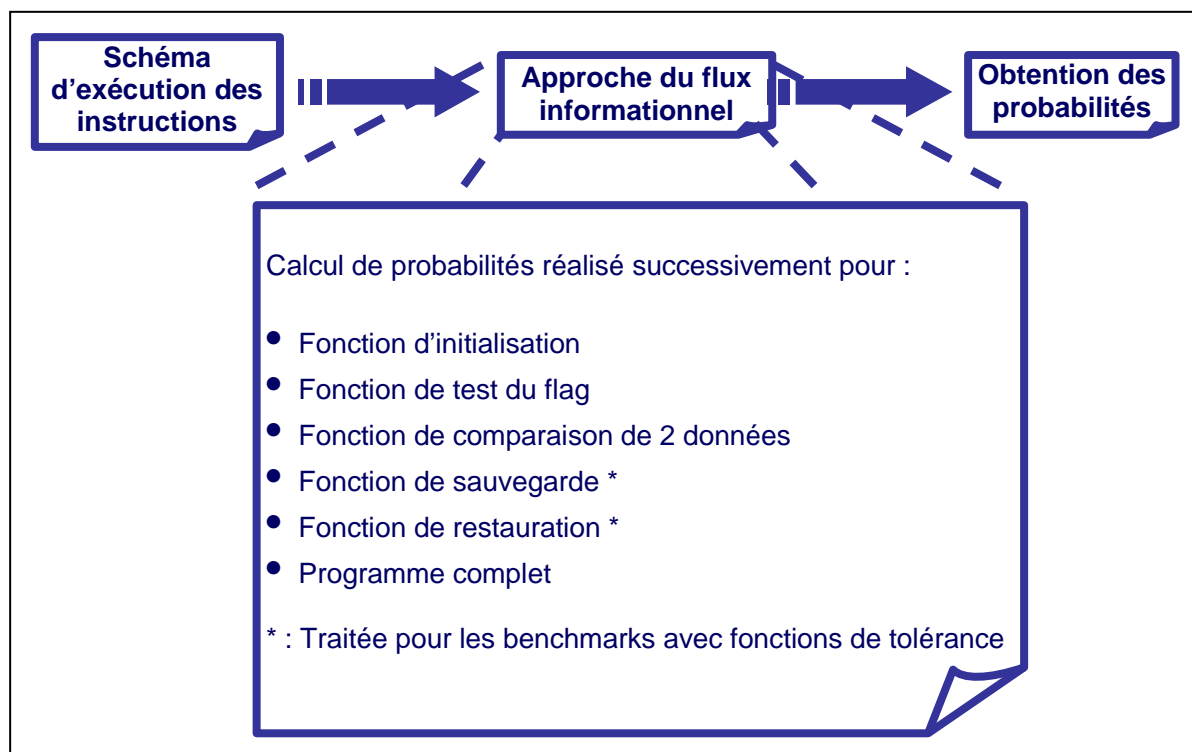 Schéma
d'exécution des
instructions
Approche du flux
informationnel
Obtention des
probabilités
Calcul de probabilités réalisé successivement pour :
• Fonction d'initialisation
• Fonction de test du flag
• Fonction de comparaison de 2 données
• Fonction de sauvegarde *
• Fonction de restauration *
• Programme complet
* : Traitée pour les benchmarks avec fonctions de tolérance